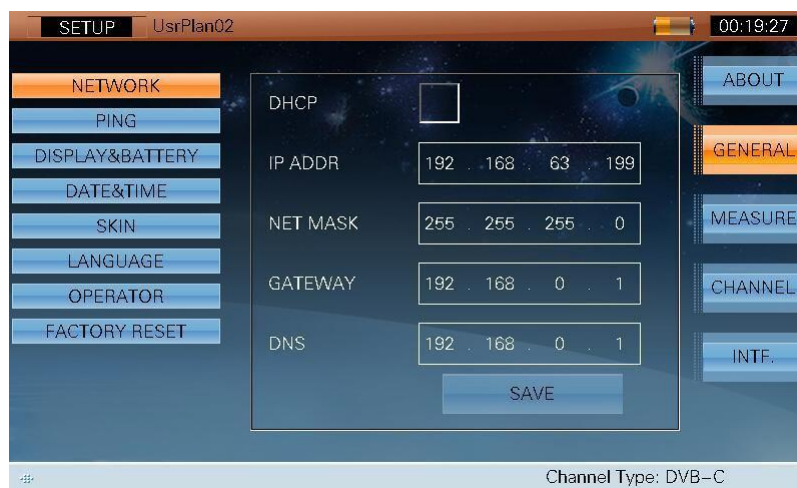 SETUP UsrPlan02 00:19:27
NETWORK
PING
DISPLAY&BATTERY
DATE&TIME
SKIN
LANGUAGE
OPERATOR
FACTORY RESET
DHCP
IP ADDR 192 . 168 . 63 . 199
NET MASK 255 . 255 . 255 . 0
GATEWAY 192 . 168 . 0 . 1
DNS 192 . 168 . 0 . 1
SAVE
ABOUT
GENERAL
MEASURE
CHANNEL
INTF.
Channel Type: DVB-C